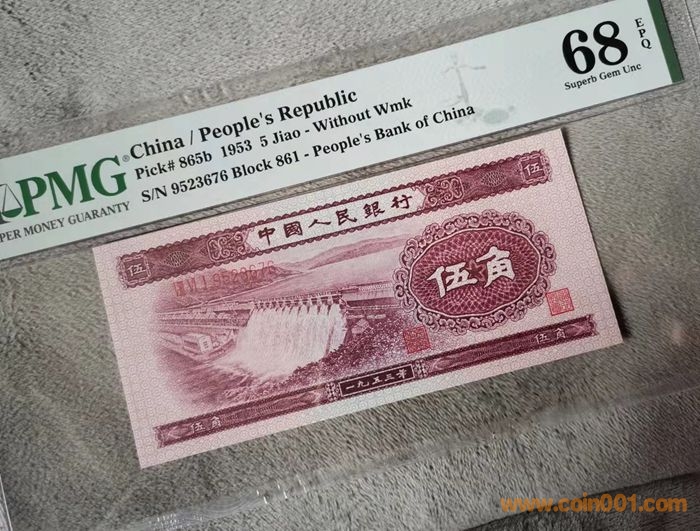 China / People's Republic
Pick# 865b 1953 5 Jiao - Without Wmk
S/N 9523676 Block 861 - People's Bank of China
68 EPQ
Superb Gem Unc
PMG®
PER MONEY GUARANTY
伍
伍
中國人民銀行
伍角
一九五三年
伍角
伍角
www.coin001.com